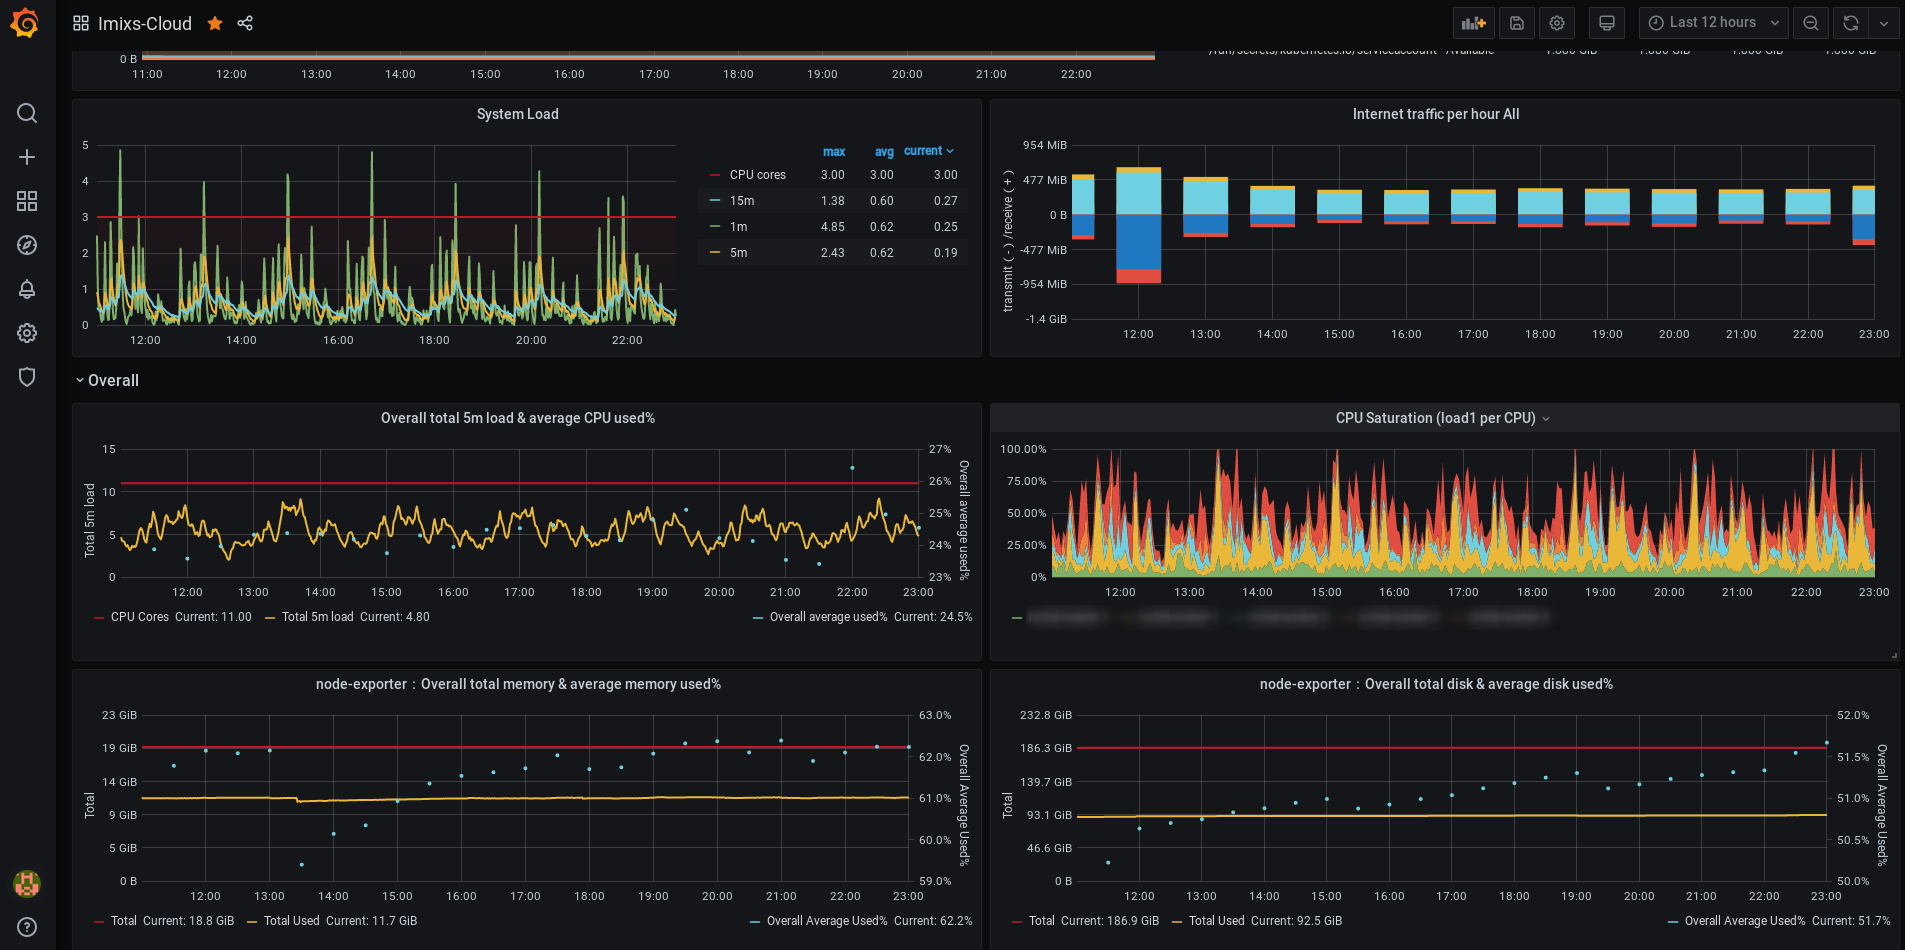 Imixs-Cloud
Last 12 hours
0 B
11:00 12:00 13:00 14:00 15:00 16:00 17:00 18:00 19:00 20:00 21:00 22:00
/run/secrets/kubernetes.io/serviceaccount Available 1.000 GiB 1.000 GiB 1.000 GiB 1.000 GiB
System Load
5
4
3
2
1
0
12:00 14:00 16:00 18:00 20:00 22:00
max avg current
CPU cores 3.00 3.00 3.00
15m 1.38 0.60 0.27
1m 4.85 0.62 0.25
5m 2.43 0.62 0.19
Internet traffic per hour All
transmit ( - ) /receive ( + )
954 MiB
477 MiB
0 B
-477 MiB
-954 MiB
-1.4 GiB
12:00 13:00 14:00 15:00 16:00 17:00 18:00 19:00 20:00 21:00 22:00 23:00
Overall
Overall total 5m load & average CPU used%
Total 5m load
15
10
5
0
27%
26%
25%
24%
23%
Overall average used%
12:00 13:00 14:00 15:00 16:00 17:00 18:00 19:00 20:00 21:00 22:00 23:00
CPU Cores Current: 11.00 Total 5m load Current: 4.80 Overall average used% Current: 24.5%
CPU Saturation (load1 per CPU)
100.00%
75.00%
50.00%
25.00%
0%
12:00 13:00 14:00 15:00 16:00 17:00 18:00 19:00 20:00 21:00 22:00 23:00
node-exporter : Overall total memory & average memory used%
Total
23 GiB
19 GiB
14 GiB
9 GiB
5 GiB
0 B
63.0%
62.0%
61.0%
60.0%
59.0%
Overall Average Used%
12:00 13:00 14:00 15:00 16:00 17:00 18:00 19:00 20:00 21:00 22:00 23:00
Total Current: 18.8 GiB Total Used Current: 11.7 GiB Overall Average Used% Current: 62.2%
node-exporter : Overall total disk & average disk used%
Total
232.8 GiB
186.3 GiB
139.7 GiB
93.1 GiB
46.6 GiB
0 B
52.0%
51.5%
51.0%
50.5%
50.0%
Overall Average Used%
12:00 13:00 14:00 15:00 16:00 17:00 18:00 19:00 20:00 21:00 22:00 23:00
Total Current: 186.9 GiB Total Used Current: 92.5 GiB Overall Average Used% Current: 51.7%